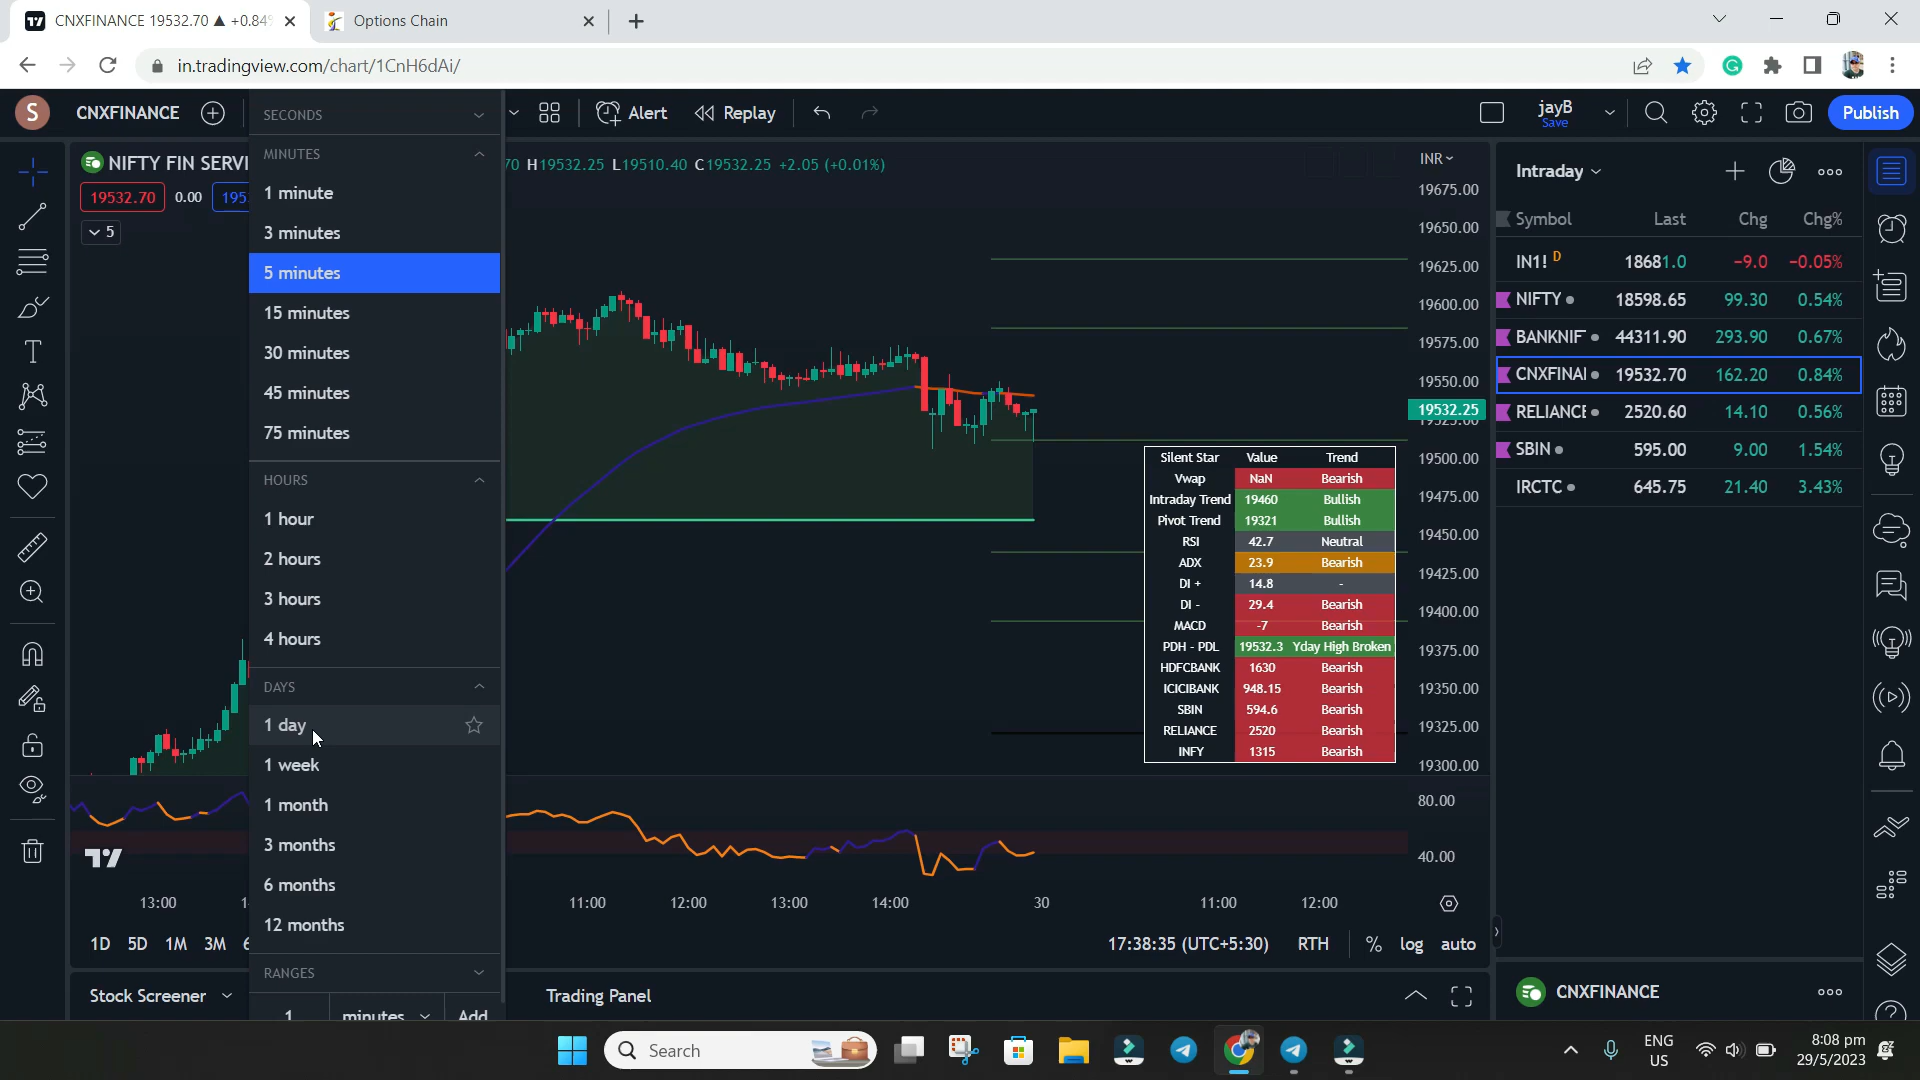 CNXFINANCE 19532.70 ▲ +0.84%
Options Chain
in.tradingview.com/chart/1CnH6dAi/
S CNXFINANCE
Alert
Replay
jayB
Save
Publish
NIFTY FIN SERVI
70 H19532.25 L19510.40 C19532.25 +2.05 (+0.01%)
INR
19532.70 0.00 195
5
SECONDS
MINUTES
1 minute
3 minutes
5 minutes
15 minutes
30 minutes
45 minutes
75 minutes
HOURS
1 hour
2 hours
3 hours
4 hours
DAYS
1 day
1 week
1 month
3 months
6 months
12 months
RANGES
1 minutes Add
19675.00
19650.00
19625.00
19600.00
19575.00
19550.00
19532.25
19525.00
19500.00
19475.00
19450.00
19425.00
19400.00
19375.00
19350.00
19325.00
19300.00
80.00
40.00
Silent Star Value Trend
Vwap NaN Bearish
Intraday Trend 19460 Bullish
Pivot Trend 19321 Bullish
RSI 42.7 Neutral
ADX 23.9 Bearish
DI + 14.8 -
DI - 29.4 Bearish
MACD -7 Bearish
PDH - PDL 19532.3 Yday High Broken
HDFCBANK 1630 Bearish
ICICIBANK 948.15 Bearish
SBIN 594.6 Bearish
RELIANCE 2520 Bearish
INFY 1315 Bearish
13:00 1 11:00 12:00 13:00 14:00 30 11:00 12:00
1D 5D 1M 3M 6
17:38:35 (UTC+5:30) RTH % log auto
Stock Screener
Trading Panel
Intraday
Symbol Last Chg Chg%
IN1! D 18681.0 −9.0 −0.05%
NIFTY 18598.65 99.30 0.54%
BANKNIF 44311.90 293.90 0.67%
CNXFINAI 19532.70 162.20 0.84%
RELIANCE 2520.60 14.10 0.56%
SBIN 595.00 9.00 1.54%
IRCTC 645.75 21.40 3.43%
CNXFINANCE
Search
ENG
US
8:08 pm
29/5/2023